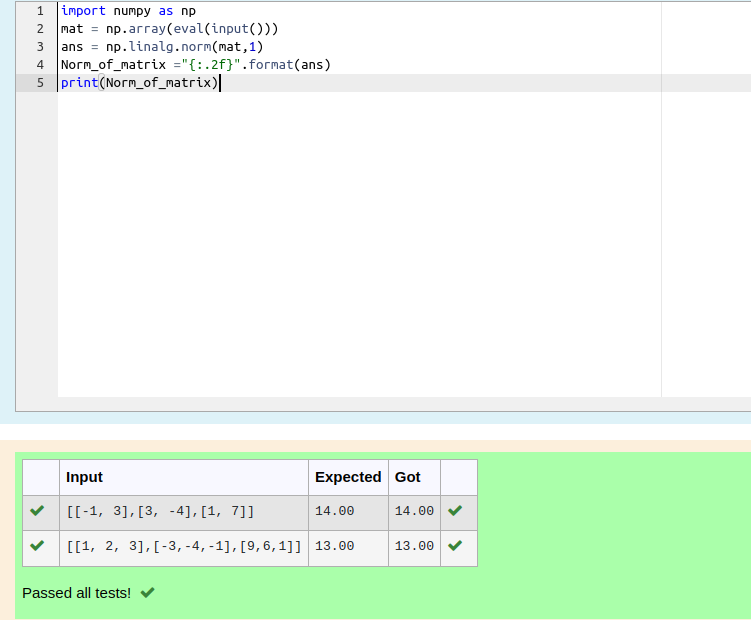 1 import numpy as np
2 mat = np.array(eval(input()))
3 ans = np.linalg.norm(mat,1)
4 Norm_of_matrix ="{:.2f}".format(ans)
5 print(Norm_of_matrix)
Input Expected Got
[[-1, 3],[3, -4],[1, 7]] 14.00 14.00
[[1, 2, 3],[-3,-4,-1],[9,6,1]] 13.00 13.00
Passed all tests!